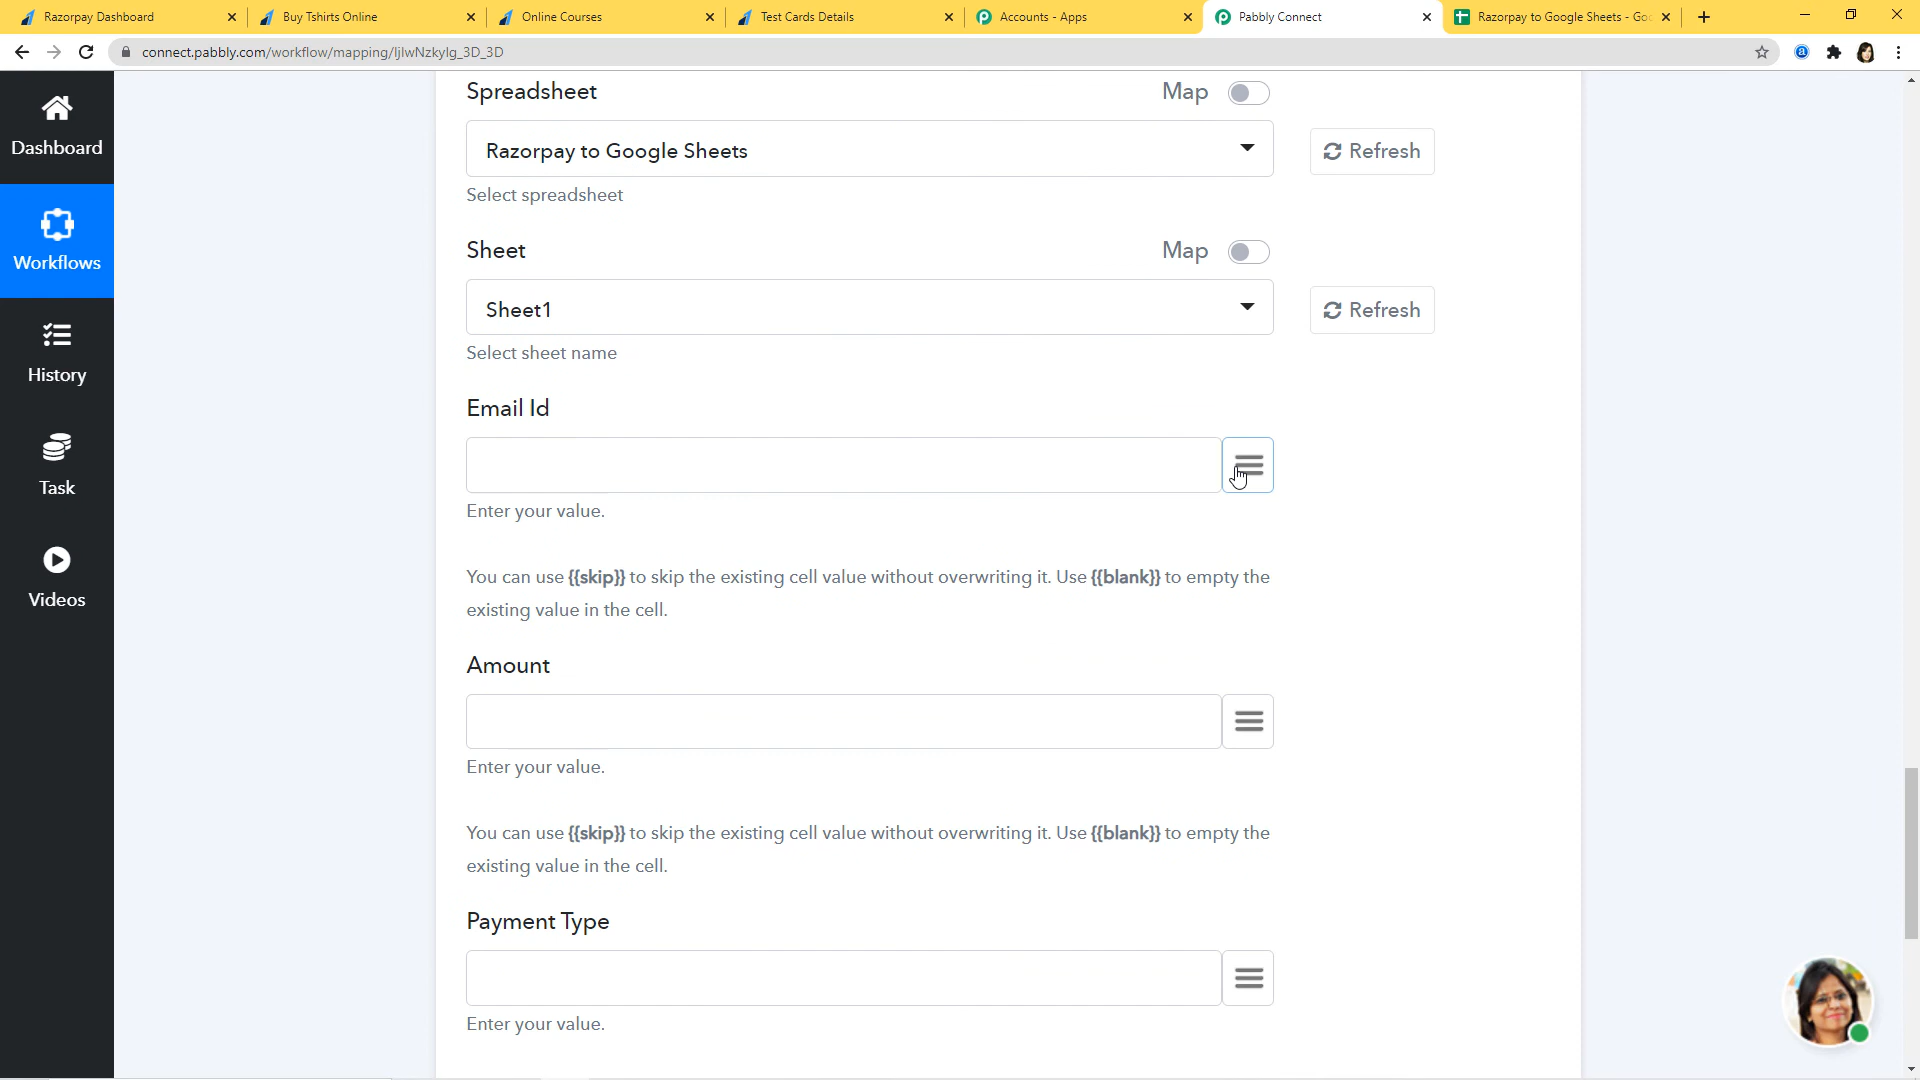 Razorpay Dashboard
Buy Tshirts Online
Online Courses
Test Cards Details
Accounts - Apps
Pabbly Connect
Razorpay to Google Sheets - Goo
connect.pabbly.com/workflow/mapping/IjIwNzkyIg_3D_3D
Dashboard
Workflows
History
Task
Videos
Spreadsheet
Map
Razorpay to Google Sheets
Refresh
Select spreadsheet
Sheet
Map
Sheet1
Refresh
Select sheet name
Email Id
Enter your value.
You can use {{skip}} to skip the existing cell value without overwriting it. Use {{blank}} to empty the
existing value in the cell.
Amount
Enter your value.
You can use {{skip}} to skip the existing cell value without overwriting it. Use {{blank}} to empty the
existing value in the cell.
Payment Type
Enter your value.